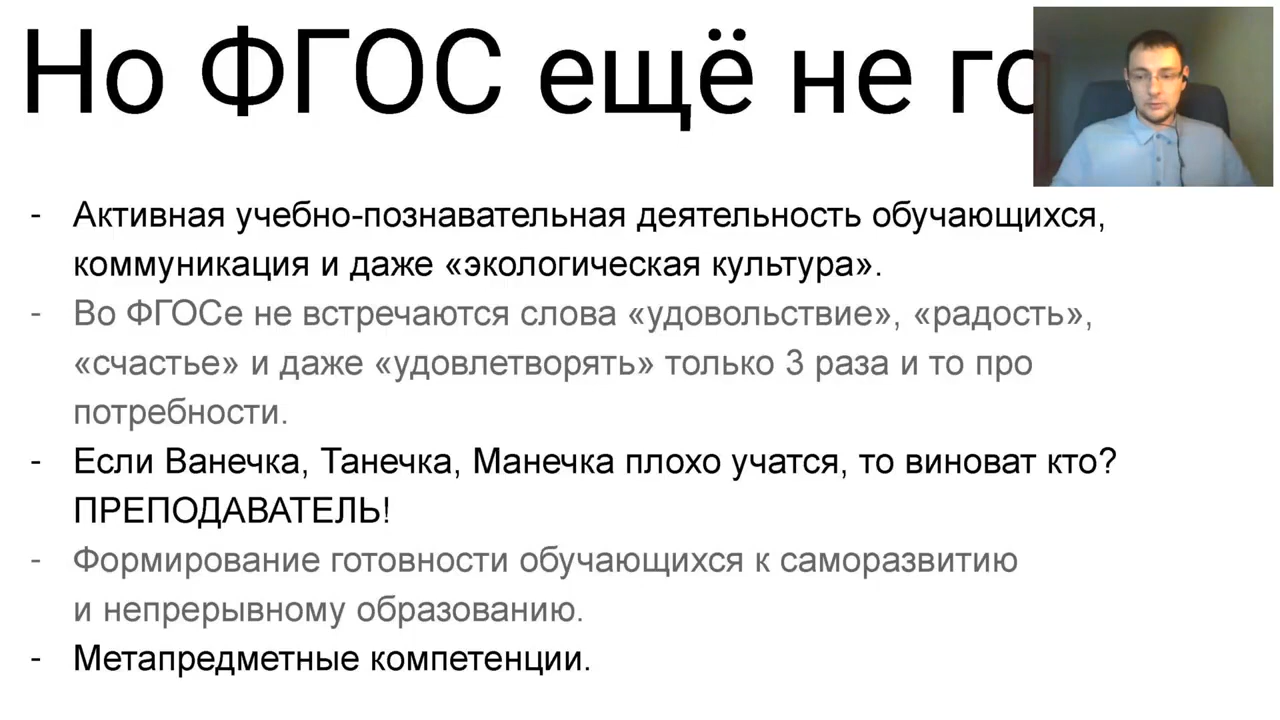 Но ФГОС ещё не го
- Активная учебно-познавательная деятельность обучающихся,
коммуникация и даже «экологическая культура».
- Во ФГОСе не встречаются слова «удовольствие», «радость»,
«счастье» и даже «удовлетворять» только 3 раза и то про
потребности.
- Если Ванечка, Танечка, Манечка плохо учатся, то виноват кто?
ПРЕПОДАВАТЕЛЬ!
- Формирование готовности обучающихся к саморазвитию
и непрерывному образованию.
- Метапредметные компетенции.